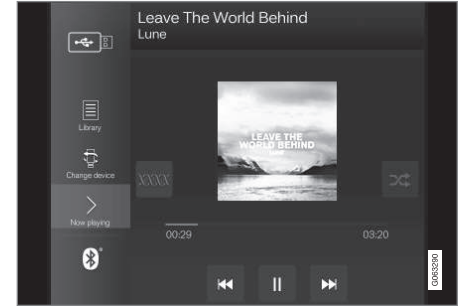 Leave The World Behind
Lune
Library
Change device
Now playing
LEAVE THE
WORLD BEHIND
LUNE
XXXX
00:29
03:20
G063290